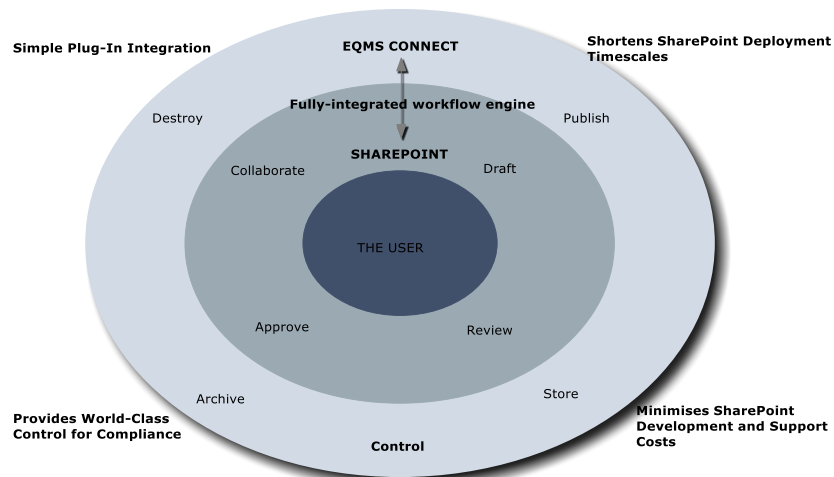 Simple Plug-In Integration
EQMS CONNECT
Shortens SharePoint Deployment
Timescales
Fully-integrated workflow engine
Destroy
Publish
SHAREPOINT
Collaborate
Draft
THE USER
Approve
Review
Archive
Store
Provides World-Class
Control for Compliance
Control
Minimises SharePoint
Development and Support
Costs